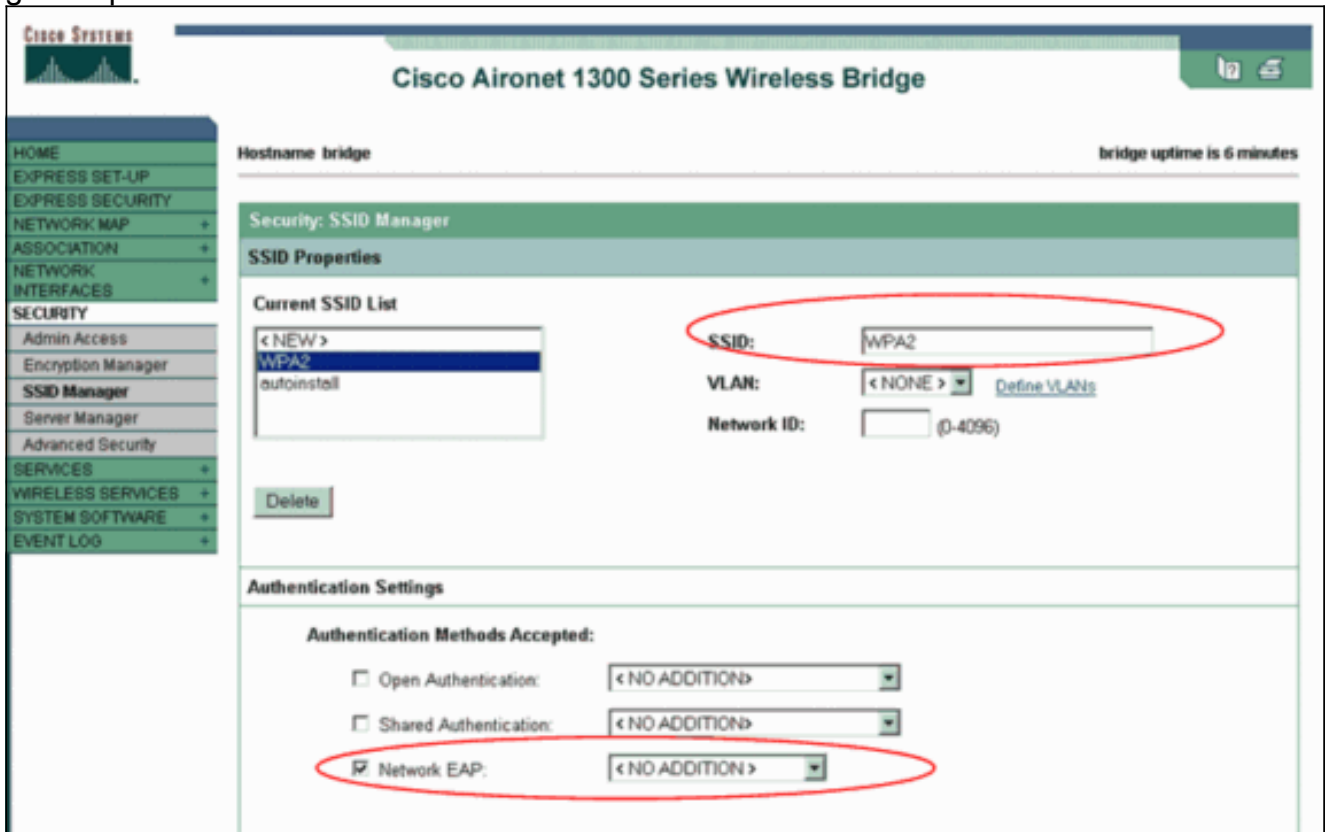 CISCO SYSTEMS
Cisco Aironet 1300 Series Wireless Bridge
HOME
EXPRESS SET-UP
EXPRESS SECURITY
NETWORK MAP +
ASSOCIATION +
NETWORK INTERFACES +
SECURITY
Admin Access
Encryption Manager
SSID Manager
Server Manager
Advanced Security
SERVICES +
WIRELESS SERVICES +
SYSTEM SOFTWARE +
EVENT LOG +
Hostname bridge
bridge uptime is 6 minutes
Security: SSID Manager
SSID Properties
Current SSID List
< NEW >
WPA2
autoinstall
SSID: WPA2
VLAN: < NONE > Define VLANs
Network ID: (0-4096)
Delete
Authentication Settings
Authentication Methods Accepted:
Open Authentication: < NO ADDITION>
Shared Authentication: < NO ADDITION>
Network EAP: < NO ADDITION >